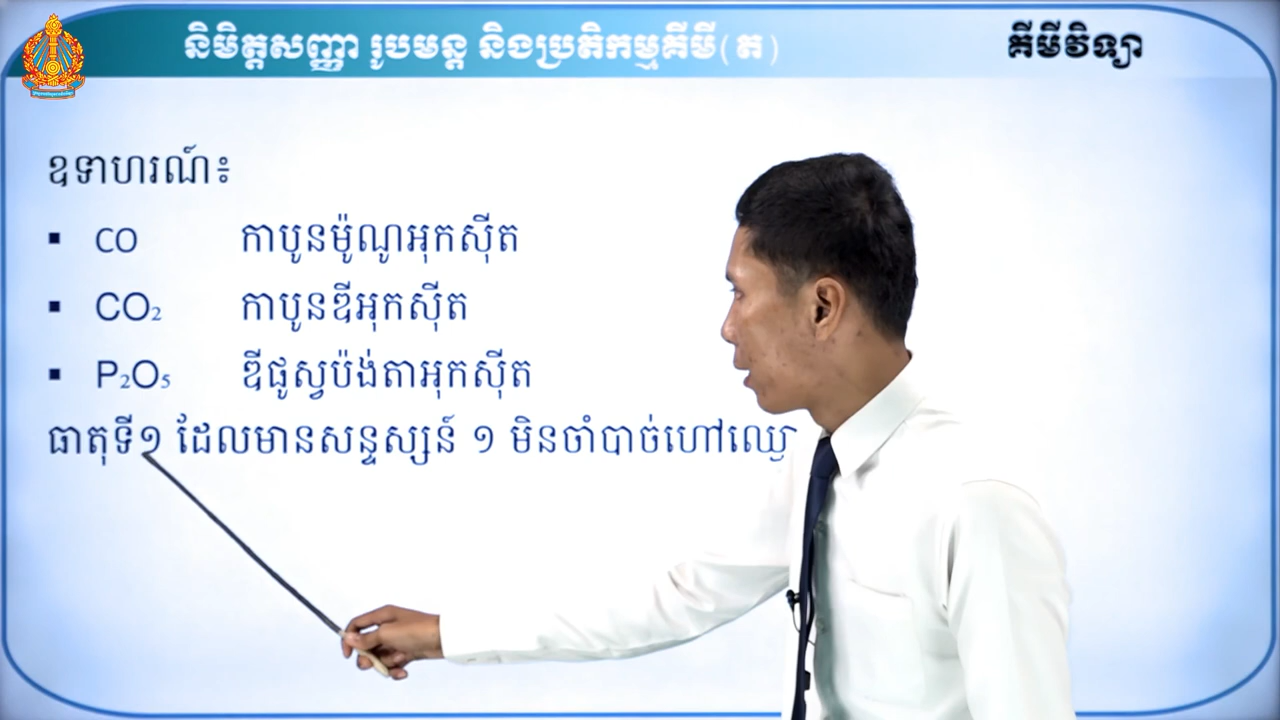 និមិត្តសញ្ញា រូបមន្ត និងប្រតិកម្មគីមី(ត) គីមីវិទ្យា
ឧទាហរណ៍៖
▪ CO កាបូនម៉ូណូអុកស៊ីត
▪ CO₂ កាបូនឌីអុកស៊ីត
▪ P₂O₅ ឌីផូស្វប៉ង់តាអុកស៊ីត
ធាតុទី១ ដែលមានសន្ទស្សន៍ ១ មិនចាំបាច់ហៅឈ្មោ